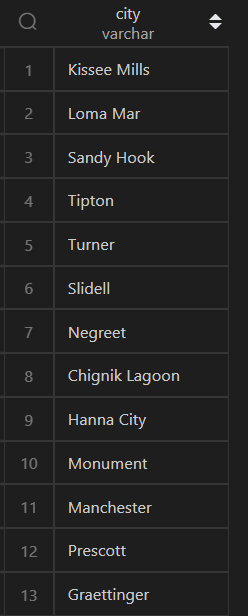 city
varchar
1 Kissee Mills
2 Loma Mar
3 Sandy Hook
4 Tipton
5 Turner
6 Slidell
7 Negreet
8 Chignik Lagoon
9 Hanna City
10 Monument
11 Manchester
12 Prescott
13 Graettinger